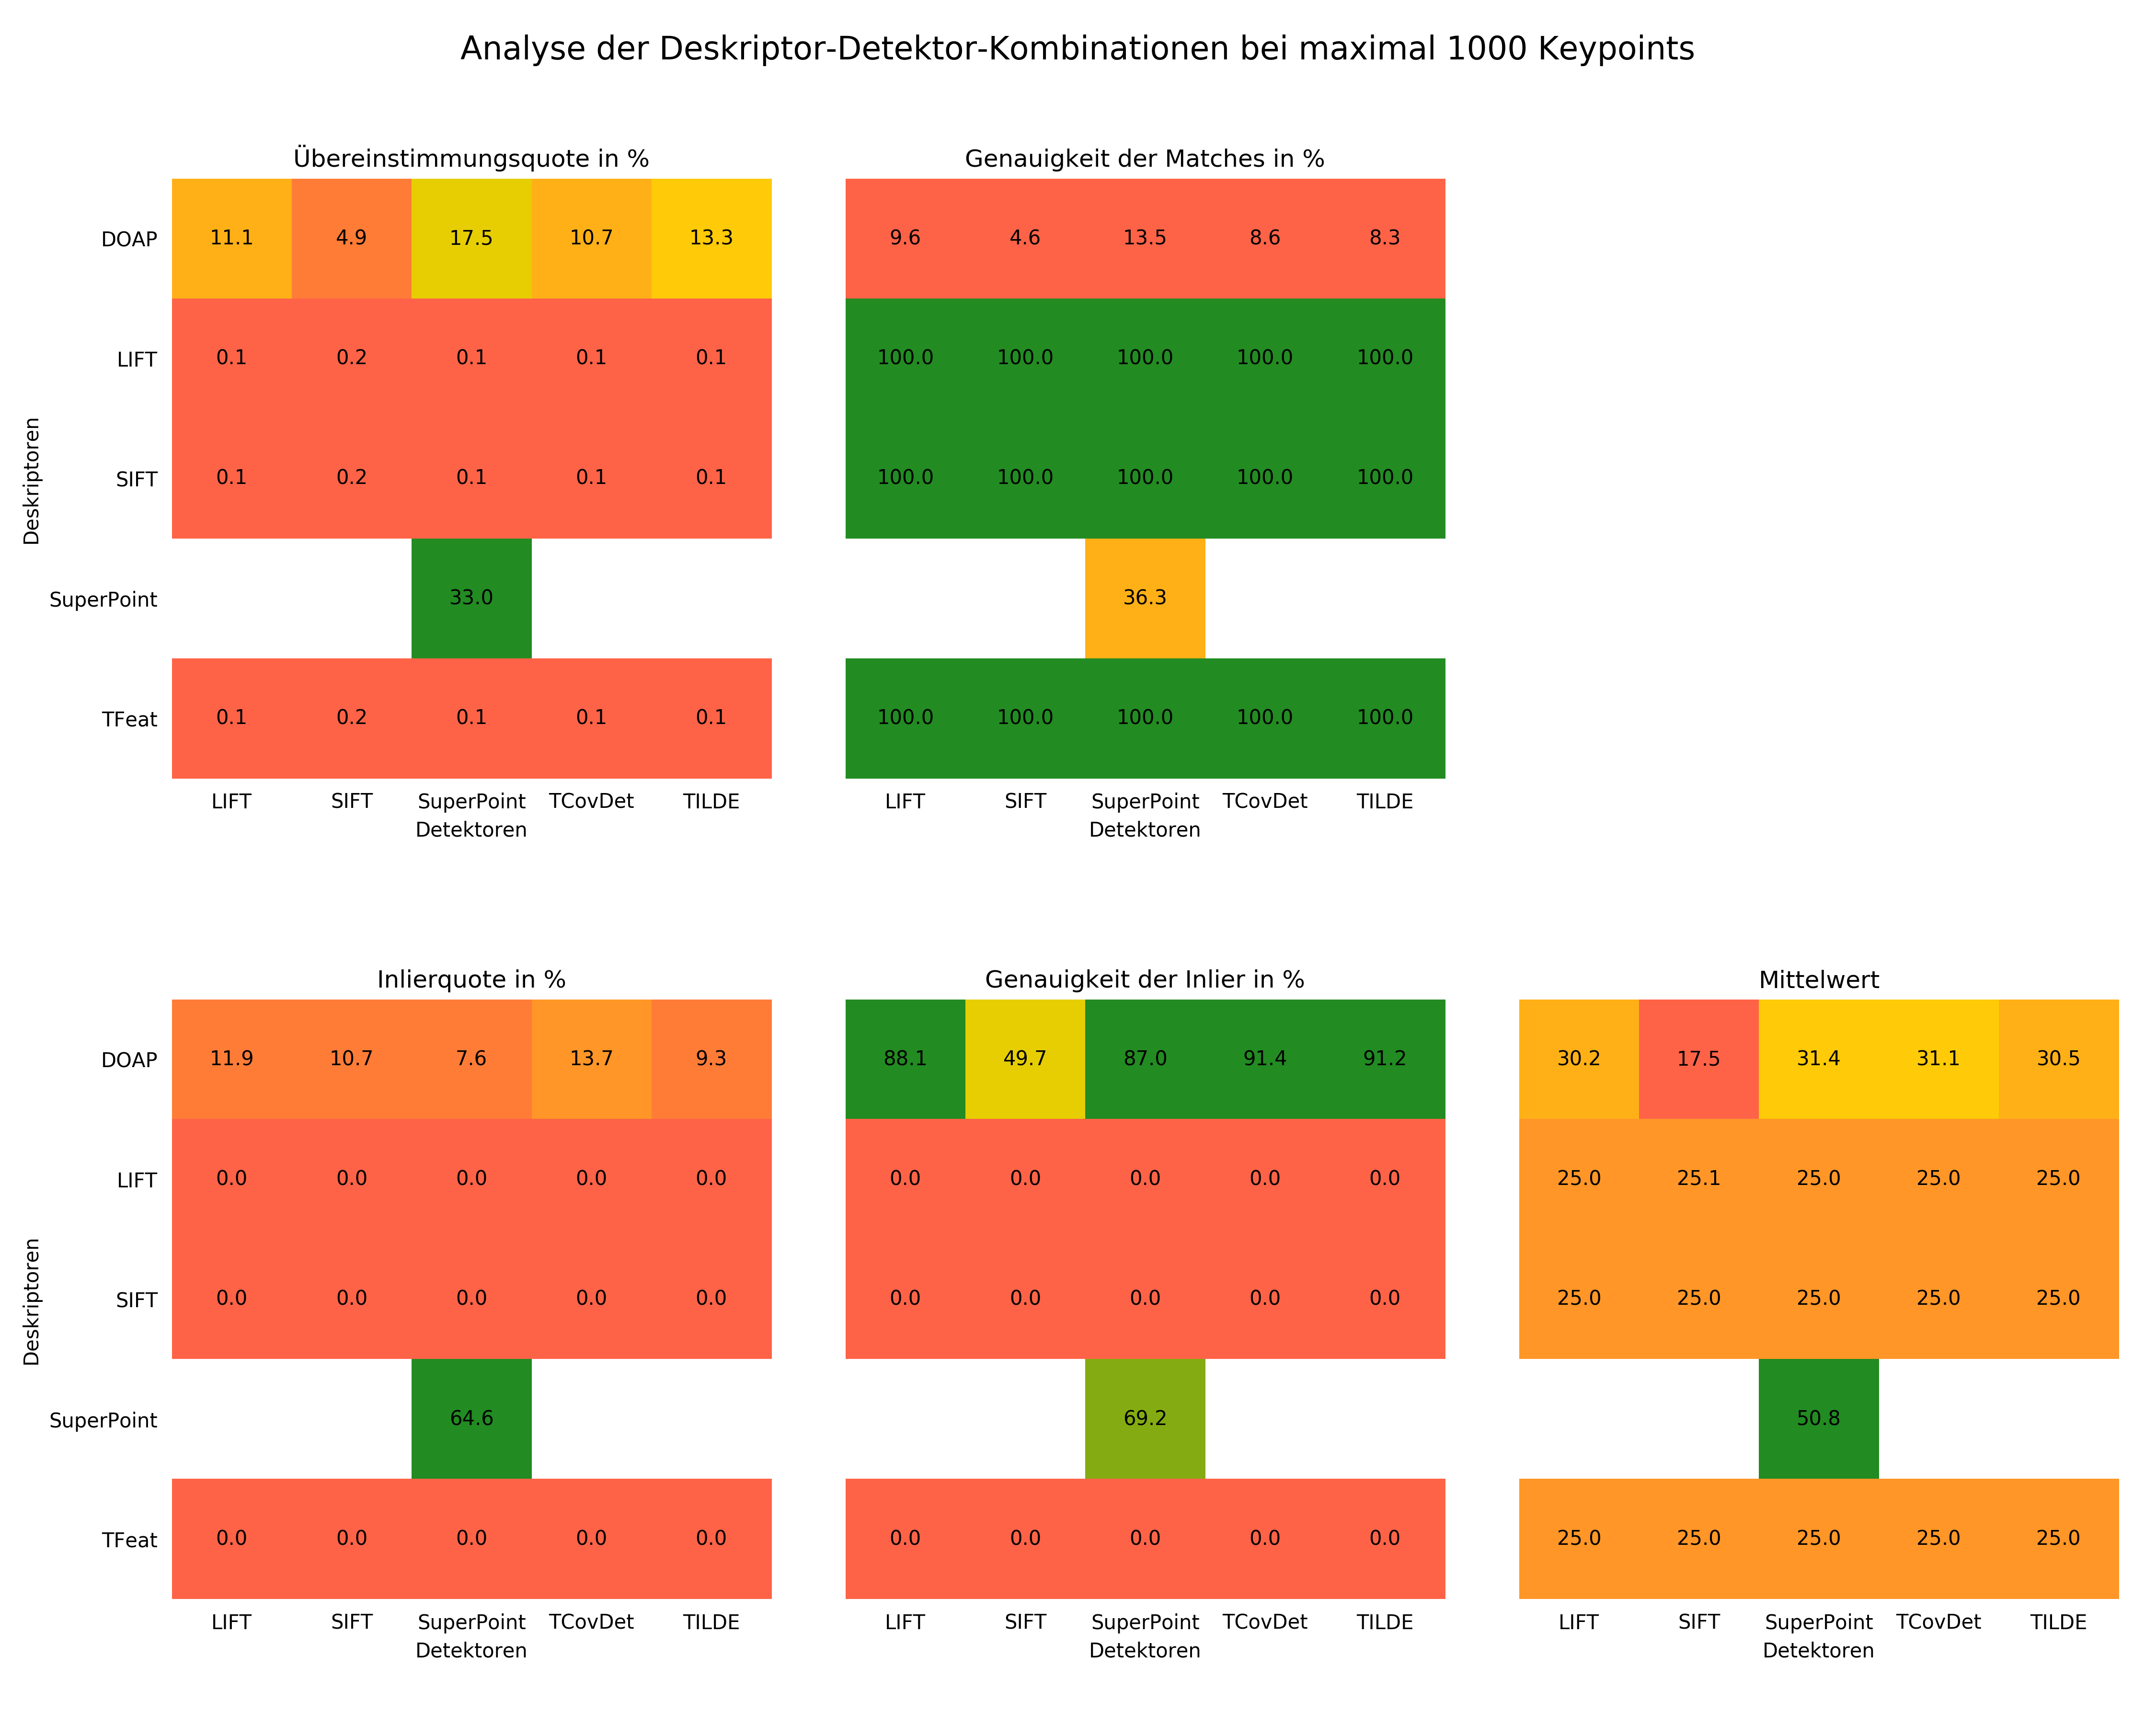 Analyse der Deskriptor-Detektor-Kombinationen bei maximal 1000 Keypoints
Übereinstimmungsquote in %
Deskriptoren
DOAP 11.1 4.9 17.5 10.7 13.3
LIFT 0.1 0.2 0.1 0.1 0.1
SIFT 0.1 0.2 0.1 0.1 0.1
SuperPoint 33.0
TFeat 0.1 0.2 0.1 0.1 0.1
LIFT SIFT SuperPoint TCovDet TILDE
Detektoren
Genauigkeit der Matches in %
9.6 4.6 13.5 8.6 8.3
100.0 100.0 100.0 100.0 100.0
100.0 100.0 100.0 100.0 100.0
36.3
100.0 100.0 100.0 100.0 100.0
LIFT SIFT SuperPoint TCovDet TILDE
Detektoren
Inlierquote in %
Deskriptoren
DOAP 11.9 10.7 7.6 13.7 9.3
LIFT 0.0 0.0 0.0 0.0 0.0
SIFT 0.0 0.0 0.0 0.0 0.0
SuperPoint 64.6
TFeat 0.0 0.0 0.0 0.0 0.0
LIFT SIFT SuperPoint TCovDet TILDE
Detektoren
Genauigkeit der Inlier in %
88.1 49.7 87.0 91.4 91.2
0.0 0.0 0.0 0.0 0.0
0.0 0.0 0.0 0.0 0.0
69.2
0.0 0.0 0.0 0.0 0.0
LIFT SIFT SuperPoint TCovDet TILDE
Detektoren
Mittelwert
30.2 17.5 31.4 31.1 30.5
25.0 25.1 25.0 25.0 25.0
25.0 25.0 25.0 25.0 25.0
50.8
25.0 25.0 25.0 25.0 25.0
LIFT SIFT SuperPoint TCovDet TILDE
Detektoren